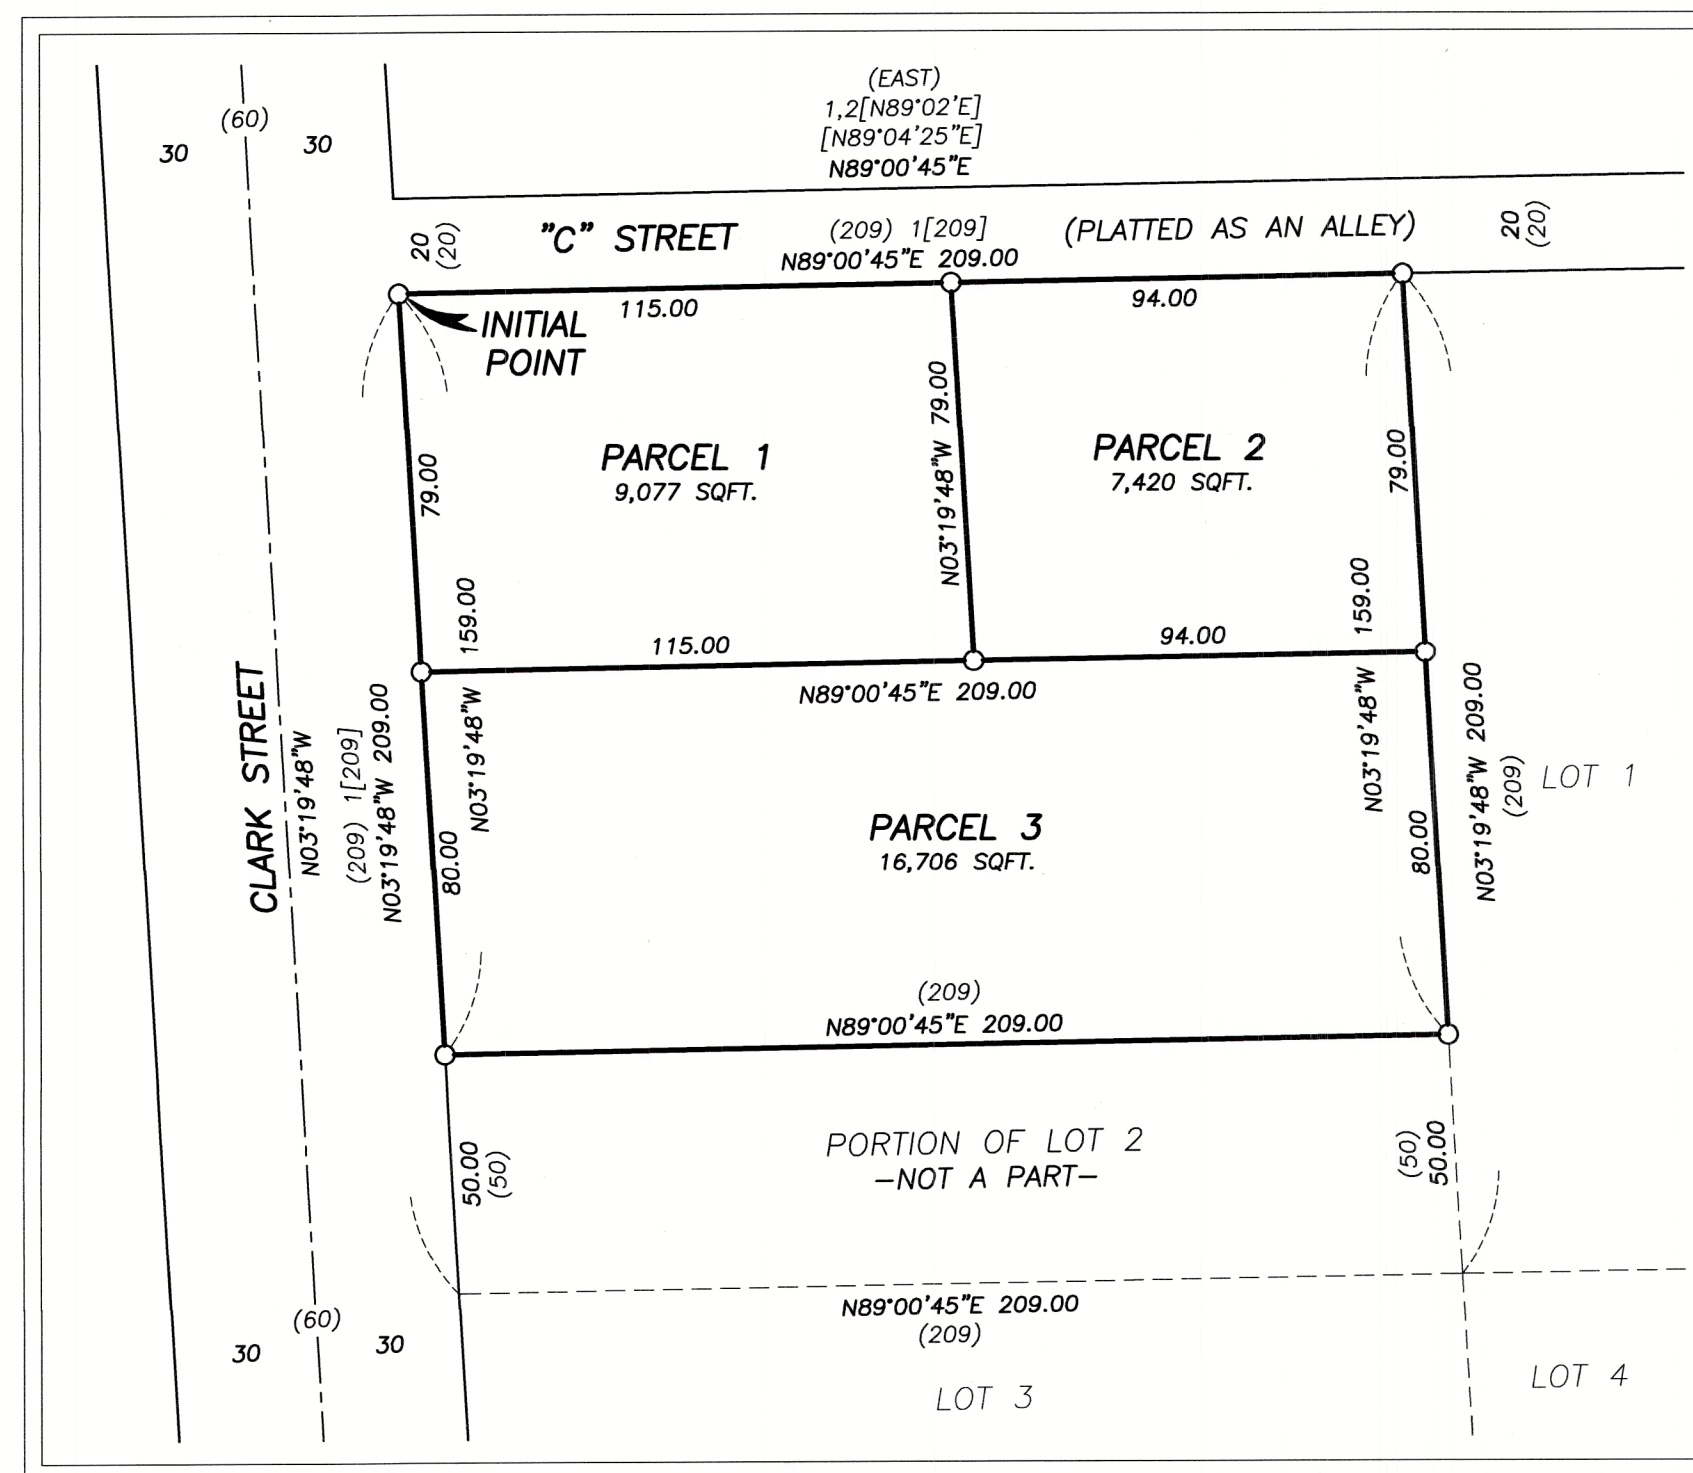 (EAST)
1,2[N89°02'E]
[N89°04'25"E]
N89°00'45"E
(60)
30
30
20
(20)
"C" STREET
(209) 1[209]
(PLATTED AS AN ALLEY)
N89°00'45"E 209.00
20
(20)
115.00
94.00
INITIAL
POINT
79.00
PARCEL 1
9,077 SQFT.
N03°19'48"W 79.00
PARCEL 2
7,420 SQFT.
79.00
159.00
N03°19'48"W
115.00
94.00
N89°00'45"E 209.00
159.00
N03°19'48"W
CLARK STREET
N03°19'48"W
(209) 1[209]
N03°19'48"W 209.00
80.00
PARCEL 3
16,706 SQFT.
80.00
N03°19'48"W 209.00
(209)
LOT 1
(209)
N89°00'45"E 209.00
50.00
(50)
PORTION OF LOT 2
-NOT A PART-
(50)
50.00
N89°00'45"E 209.00
(209)
(60)
30
30
LOT 3
LOT 4